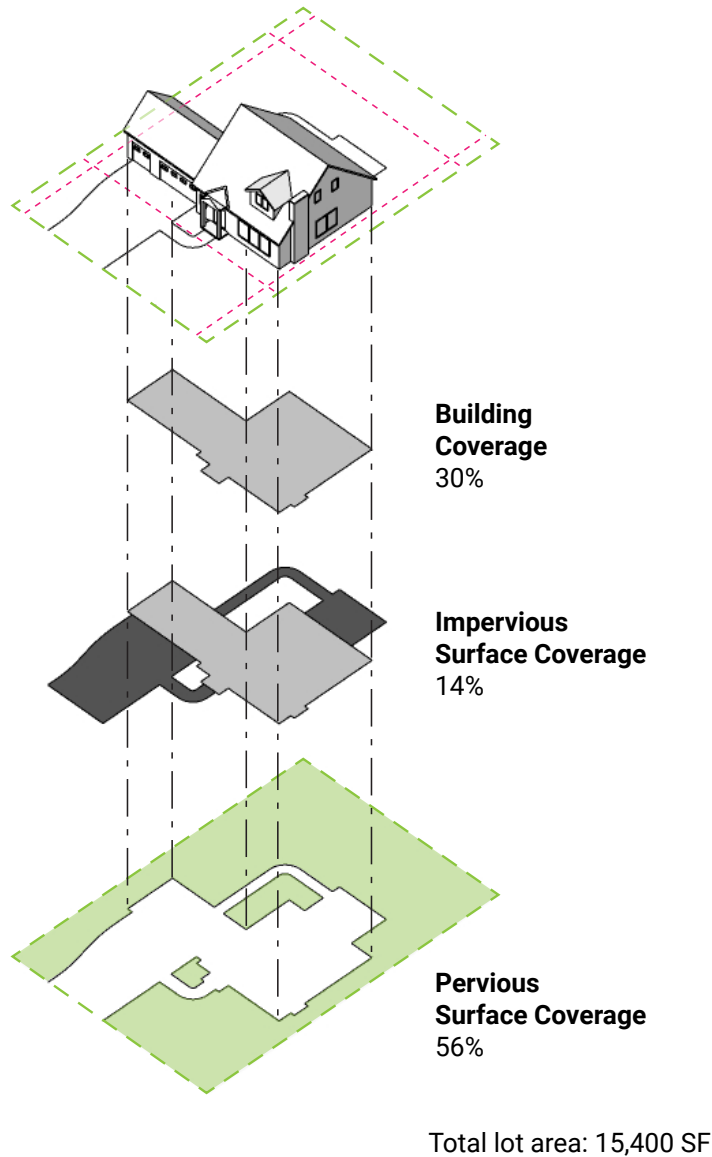 Building
Coverage
30%
Impervious
Surface Coverage
14%
Pervious
Surface Coverage
56%
Total lot area: 15,400 SF